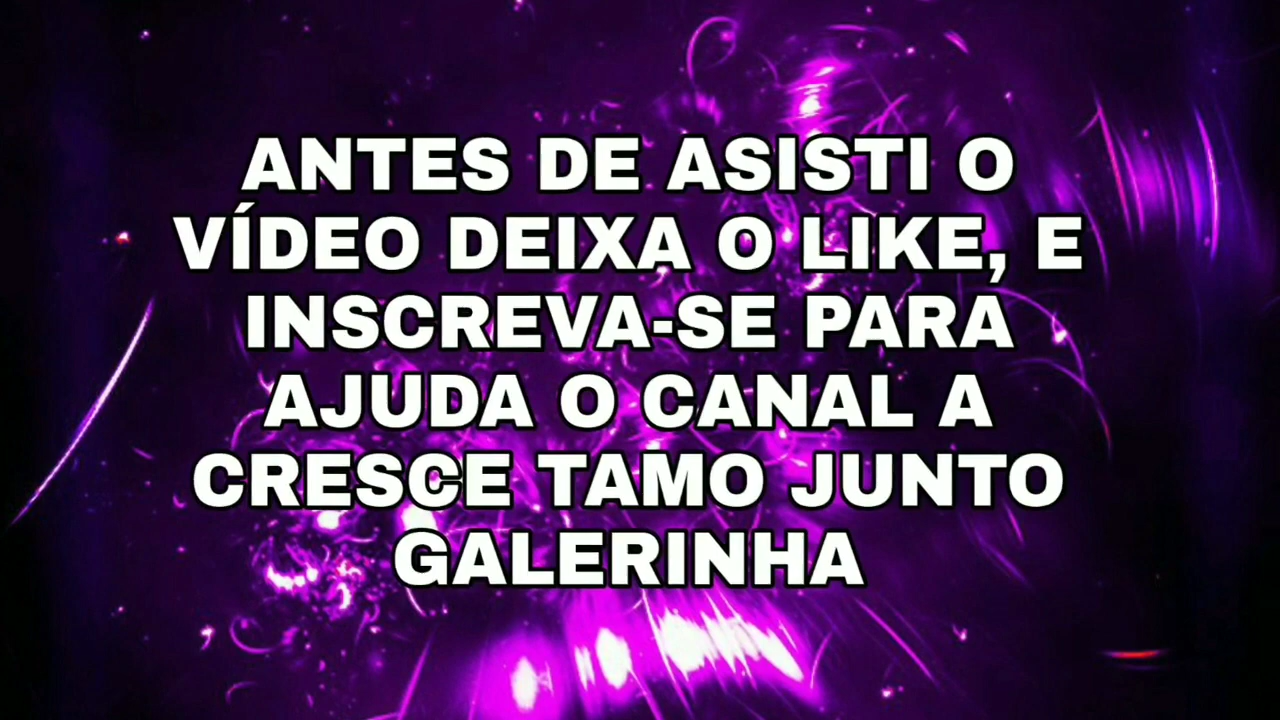 ANTES DE ASISTI O
VÍDEO DEIXA O LIKE, E
INSCREVA-SE PARA
AJUDA O CANAL A
CRESCE TAMO JUNTO
GALERINHA